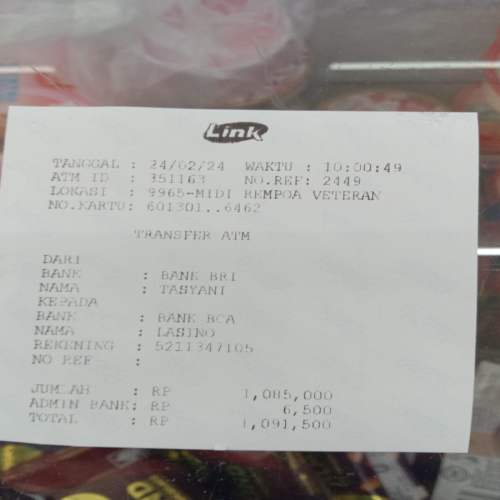 Link
TANGGAL : 24/02/24 WAKTU : 10:00:49
ATM ID : 351163 NO.REF: 2449
LOKASI : 9965-MIDI REMPOA VETERAN
NO.KARTU: 601301..6462
TRANSFER ATM
DARI
BANK : BANK BRI
NAMA : TASYANI
KEPADA
BANK : BANK BCA
NAMA : LASINO
REKENING : 5211347105
NO REF :
JUMLAH : RP 1,085,000
ADMIN BANK: RP 6,500
TOTAL : RP 1,091,500